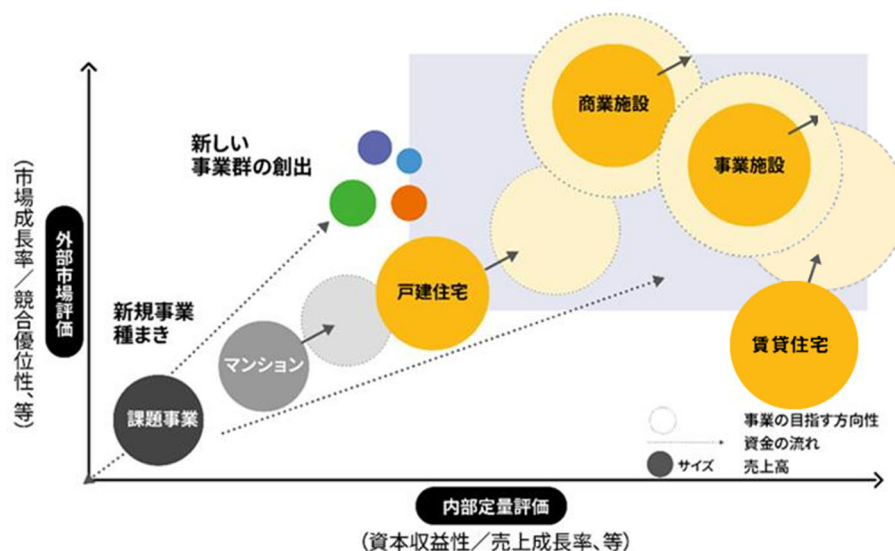 商業施設
事業施設
新しい
事業群の創出
戸建住宅
新規事業
種まき
マンション
賃貸住宅
課題事業
外部市場評価
(市場成長率/競合優位性、等)
事業の目指す方向性
資金の流れ
サイズ 売上高
内部定量評価
(資本収益性/売上成長率、等)